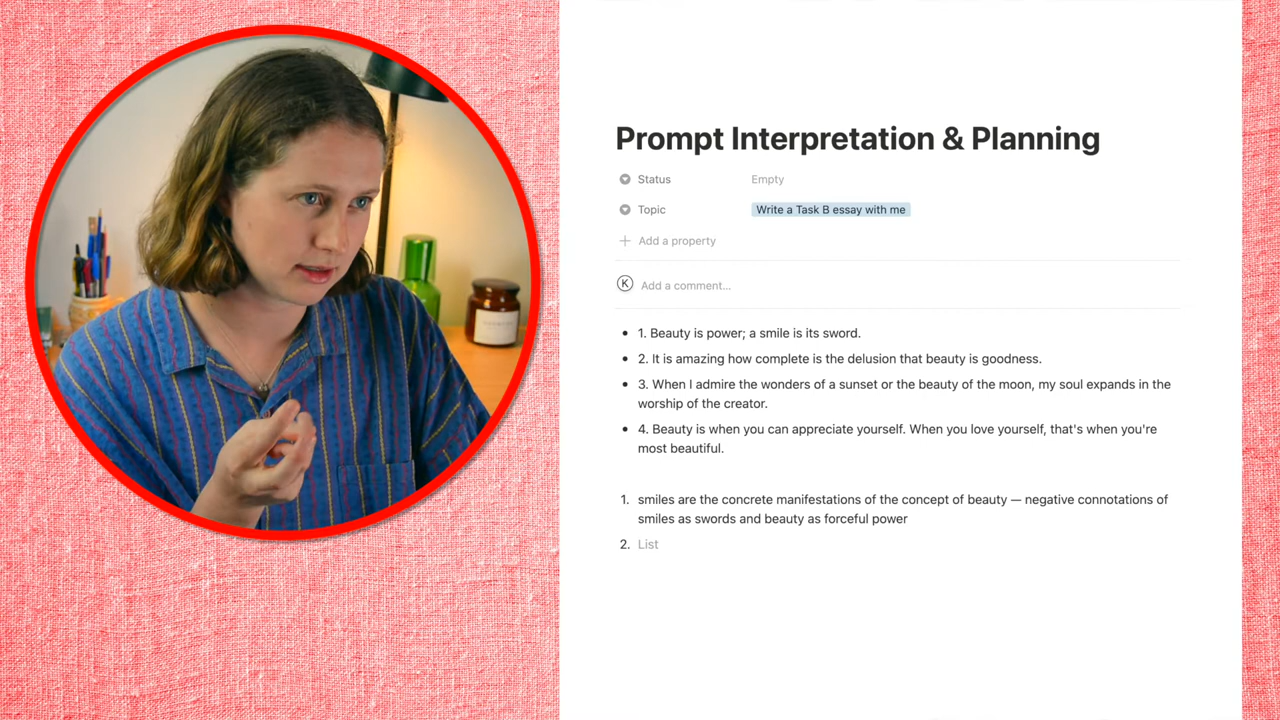 Prompt Interpretation & Planning
Status Empty
Topic Write a Task B essay with me
Add a property
K Add a comment...
• 1. Beauty is power; a smile is its sword.
• 2. It is amazing how complete is the delusion that beauty is goodness.
• 3. When I admire the wonders of a sunset or the beauty of the moon, my soul expands in the
worship of the creator.
• 4. Beauty is when you can appreciate yourself. When you love yourself, that's when you're
most beautiful.
1. smiles are the concrete manifestations of the concept of beauty — negative connotations of
smiles as swords and beauty as forceful power
2. List